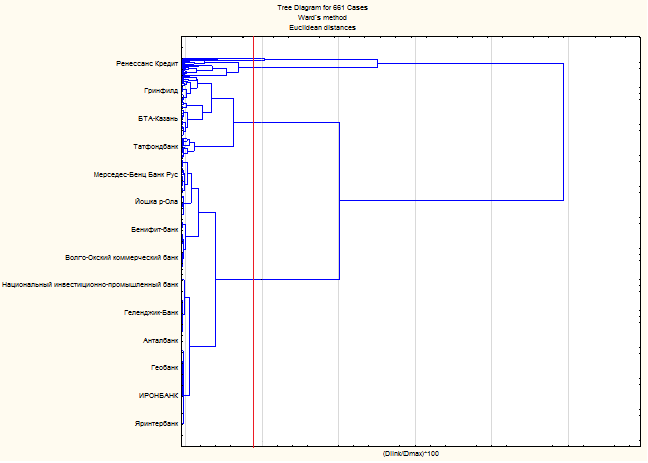 Tree Diagram for 661 Cases
Ward`s method
Euclidean distances
Ренессанс Кредит
Гринфилд
БТА-Казань
Татфондбанк
Мерседес-Бенц Банк Рус
Йошка р-Ола
Бенифит-банк
Волго-Окский коммерческий банк
Национальный инвестиционно-промышленный банк
Геленджик-Банк
Анталбанк
Геобанк
ИРОНБАНК
Яринтербанк
(Dlink/Dmax)*100